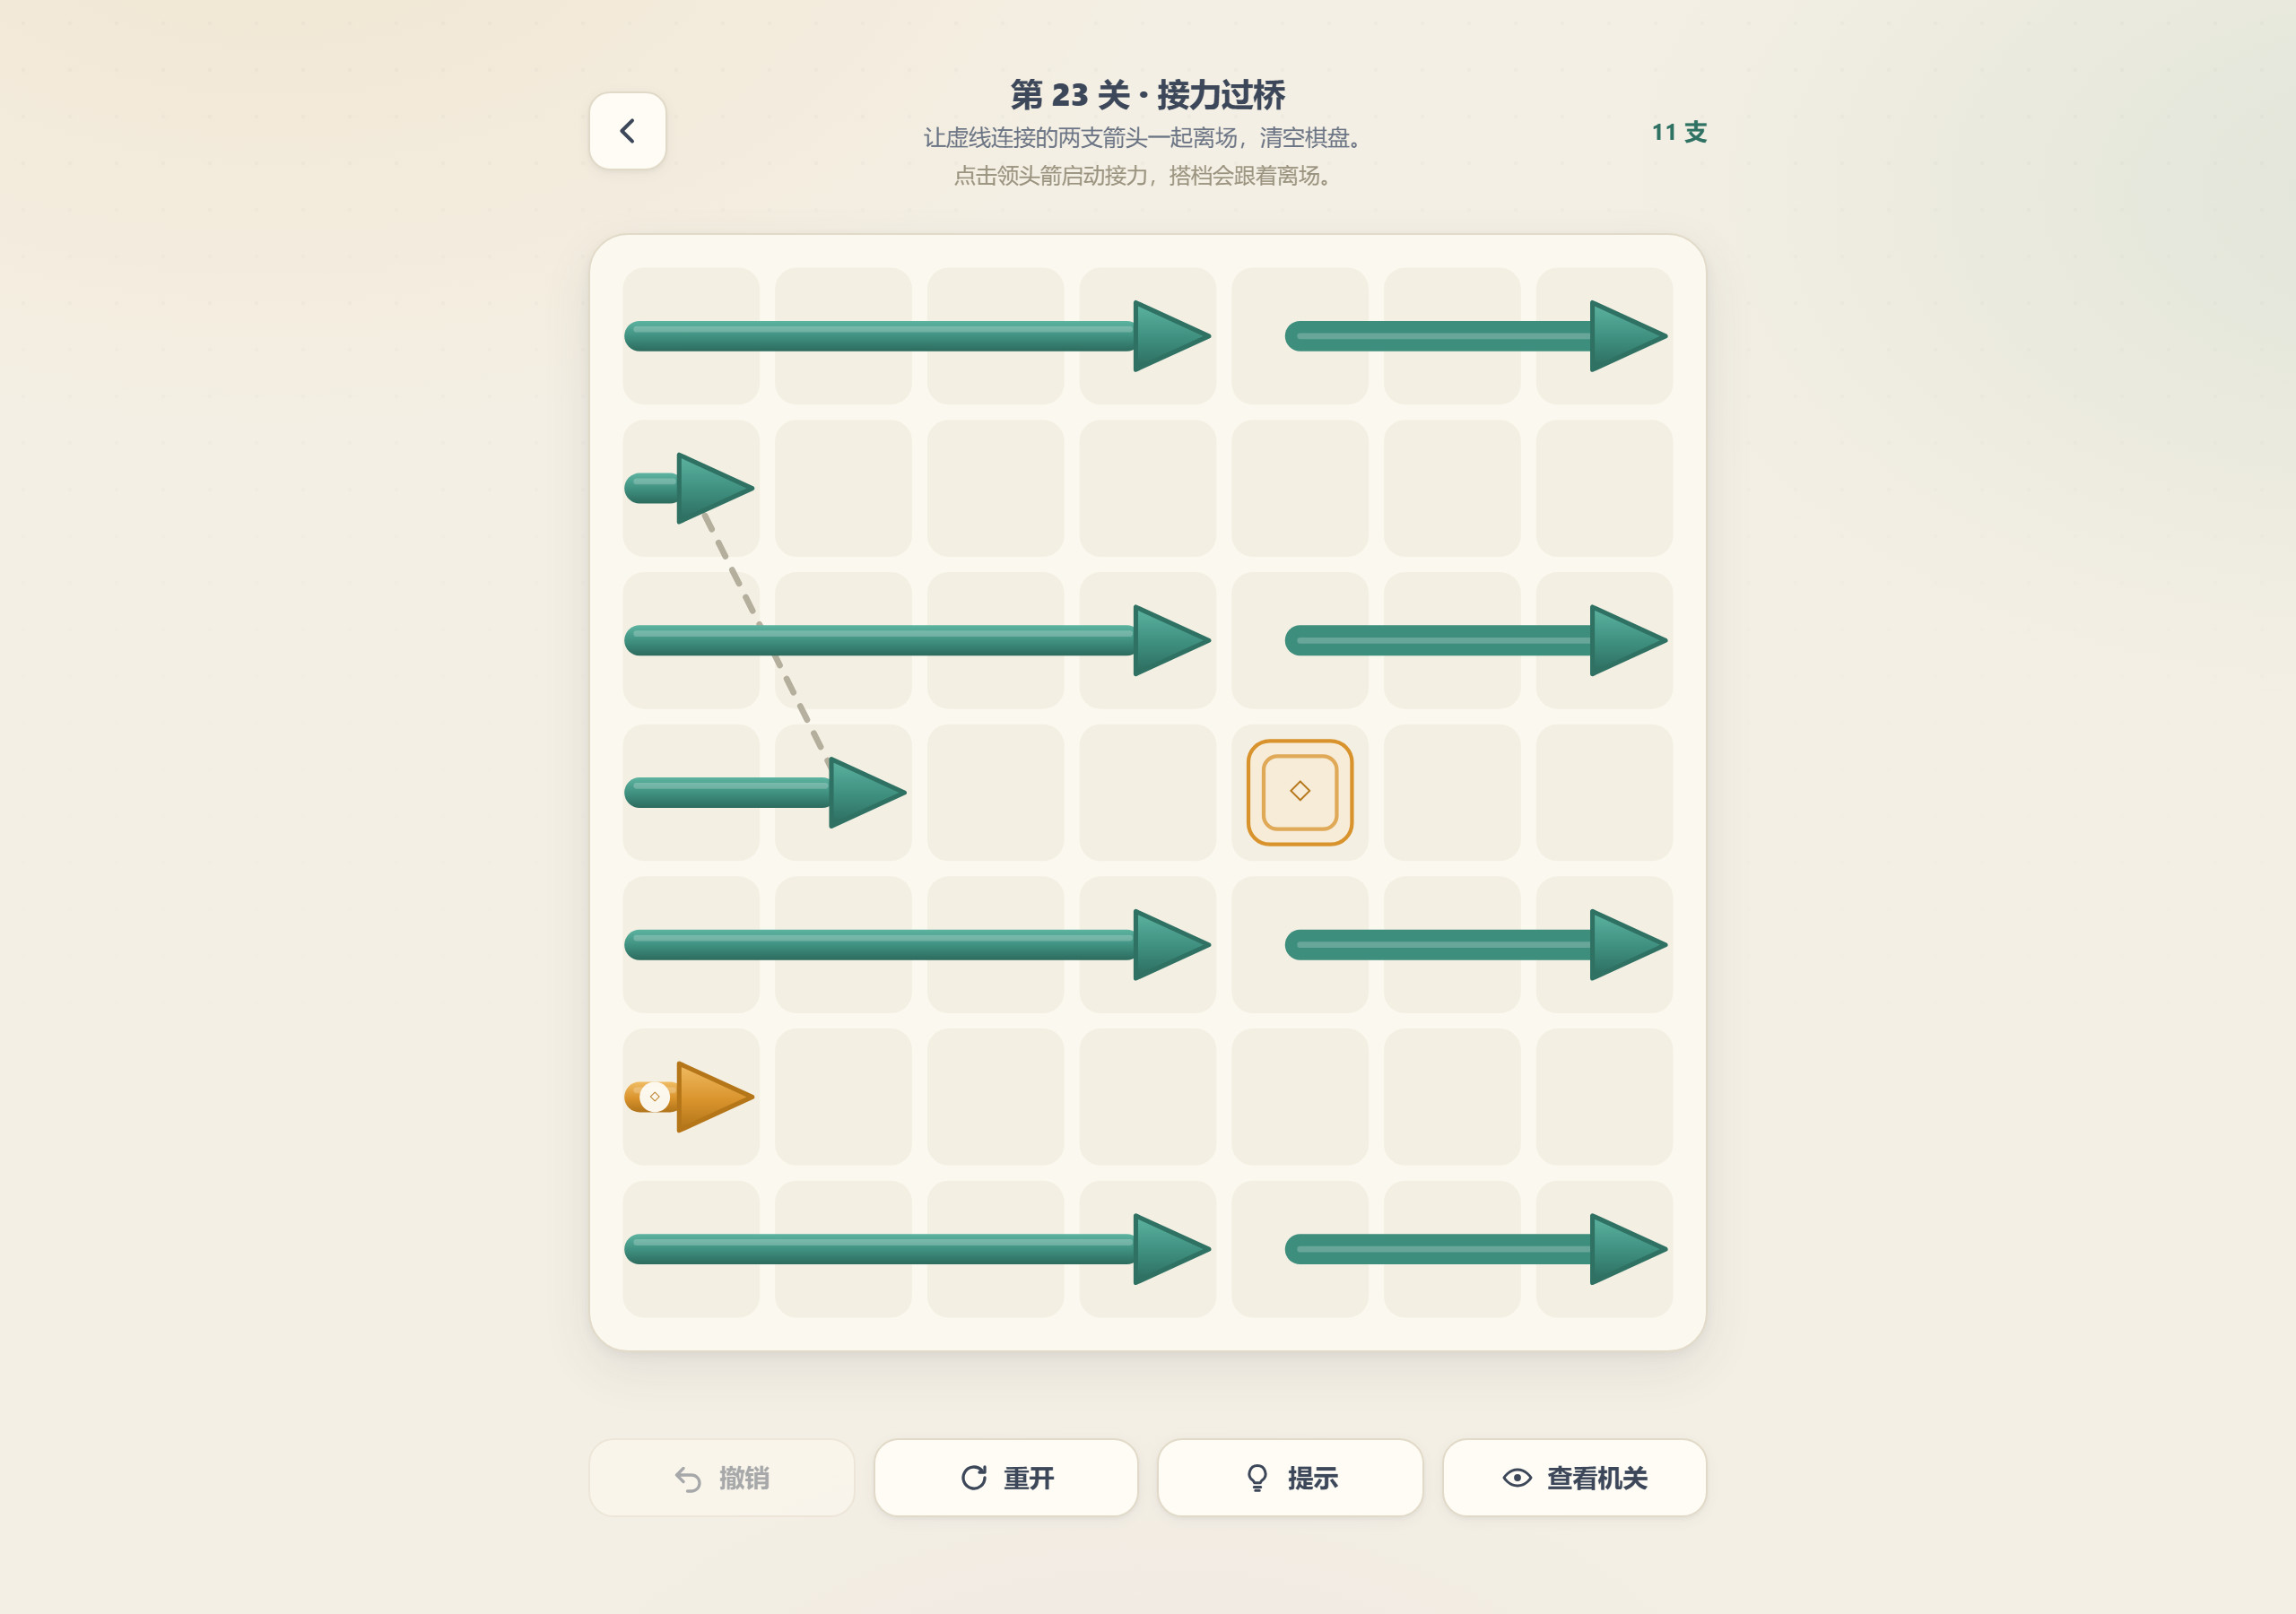 第 23 关 · 接力过桥
让虚线连接的两支箭头一起离场，清空棋盘。
点击领头箭启动接力，搭档会跟着离场。
11 支
撤销
重开
提示
查看机关